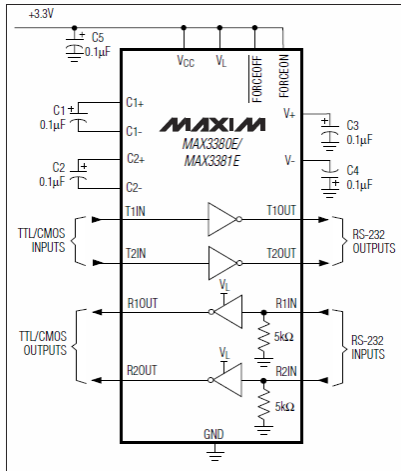 +3.3V
C5
0.1µF
VCC
VL
FORCEOFF
FORCEON
C1
0.1µF
C1+
C1-
C2
0.1µF
C2+
C2-
MAXIM
MAX3380E/
MAX3381E
V+
C3
0.1µF
V-
C4
0.1µF
TTL/CMOS
INPUTS
T1IN
T1OUT
T2IN
T2OUT
RS-232
OUTPUTS
TTL/CMOS
OUTPUTS
R1OUT
VL
R1IN
5kΩ
R2OUT
VL
R2IN
5kΩ
RS-232
INPUTS
GND